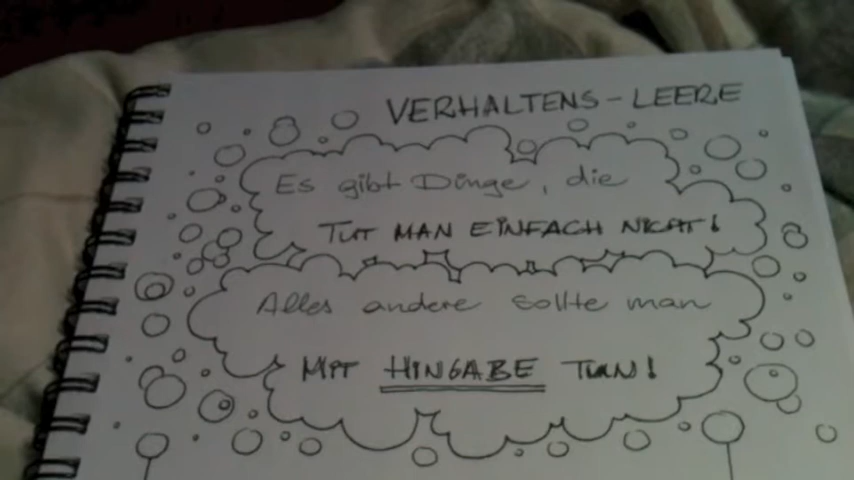 VERHALTENS-LEERE
Es gibt Dinge, die
TUT MAN EINFACH NICHT!
Alles andere sollte man
MIT HINGABE TUN!